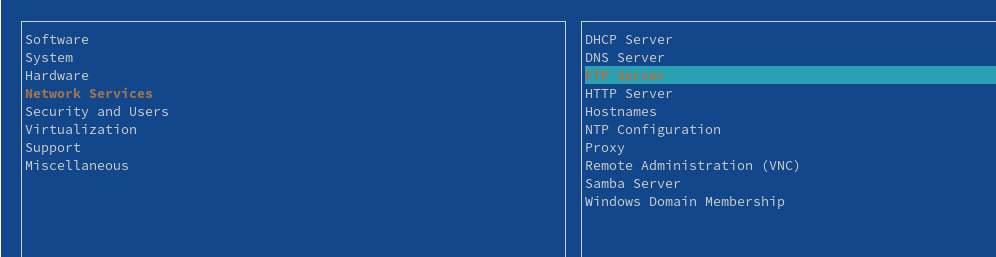 Software
System
Hardware
Network Services
Security and Users
Virtualization
Support
Miscellaneous
DHCP Server
DNS Server
FTP Server
HTTP Server
Hostnames
NTP Configuration
Proxy
Remote Administration (VNC)
Samba Server
Windows Domain Membership